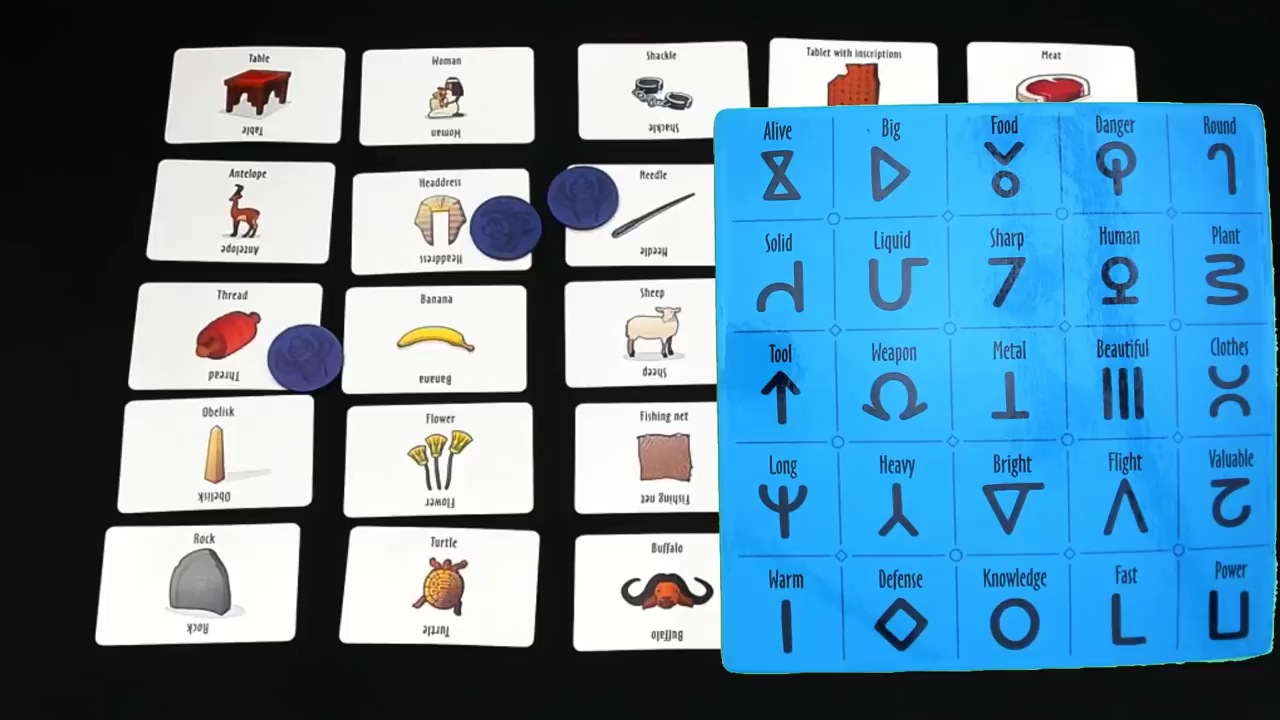 Table
Table
Woman
Woman
Shackle
Shackle
Tablet with inscriptions
Meat
Antelope
Antelope
Headdress
Headdress
Needle
Needle
Thread
Thread
Banana
Banana
Sheep
Sheep
Obelisk
Obelisk
Flower
Flower
Fishing net
Fishing net
Rock
Rock
Turtle
Turtle
Buffalo
Buffalo
Alive Big Food Danger Round
Solid Liquid Sharp Human Plant
Tool Weapon Metal Beautiful Clothes
Long Heavy Bright Flight Valuable
Warm Defense Knowledge Fast Power